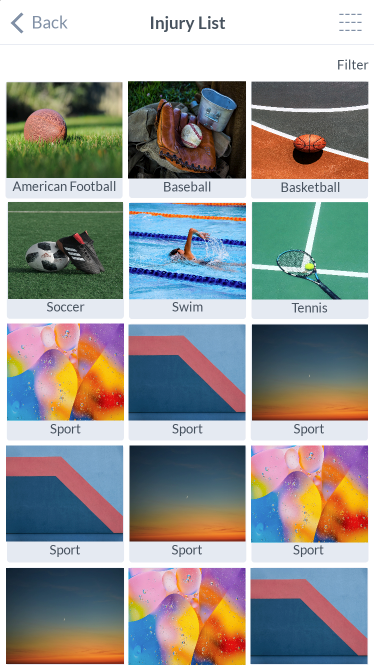 Back
Injury List
Filter
American Football
Baseball
Basketball
Soccer
Swim
Tennis
Sport
Sport
Sport
Sport
Sport
Sport